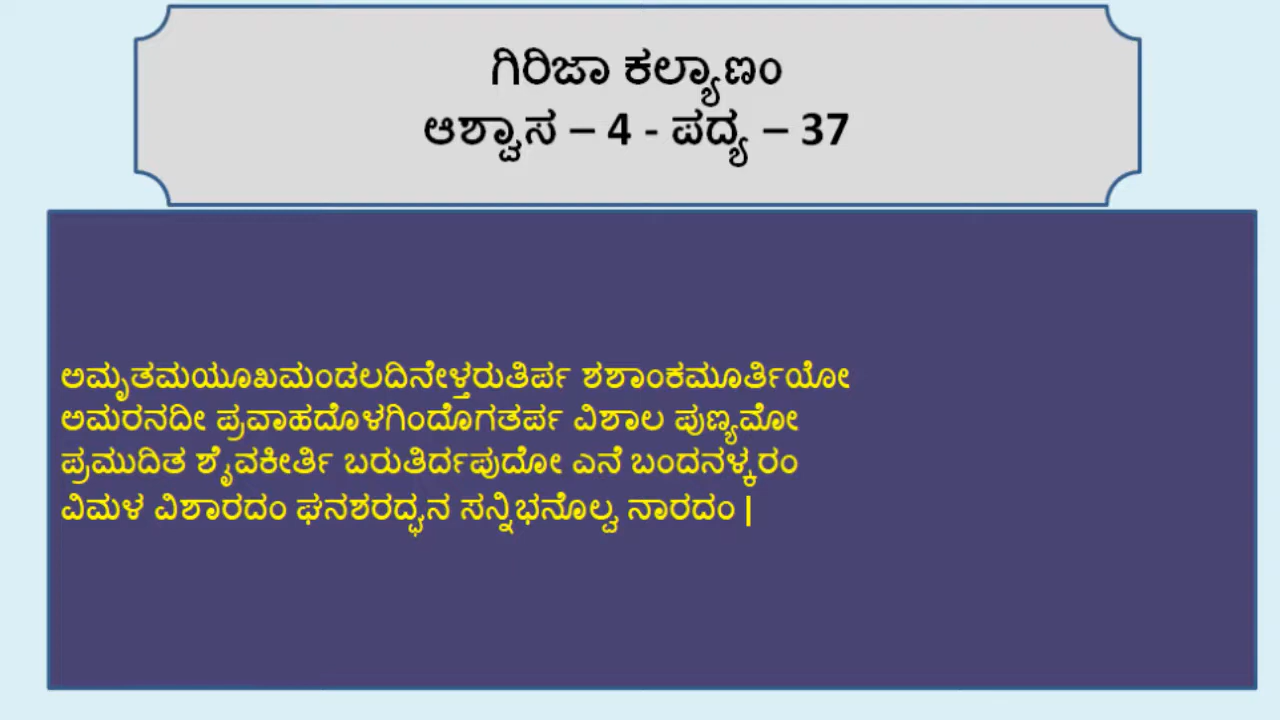 ಗಿರಿಜಾ ಕಲ್ಯಾಣಂ
ಆಶ್ವಾಸ – 4 - ಪದ್ಯ – 37
ಅಮೃತಮಯೂಖಮಂಡಲದಿನೇಳ್ತರುತಿರ್ಪ ಶಶಾಂಕಮೂರ್ತಿಯೋ
ಅಮರನದೀ ಪ್ರವಾಹದೊಳಗಿಂದೊಗತರ್ಪ ವಿಶಾಲ ಪುಣ್ಯಮೋ
ಪ್ರಮುದಿತ ಶೈವಕೀರ್ತಿ ಬರುತಿರ್ದಪುದೋ ಎನೆ ಬಂದನಳ್ಕರಂ
ವಿಮಳ ವಿಶಾರದಂ ಘನಶರದ್ಘನ ಸನ್ನಿಭನೊಲ್ವ ನಾರದಂ |